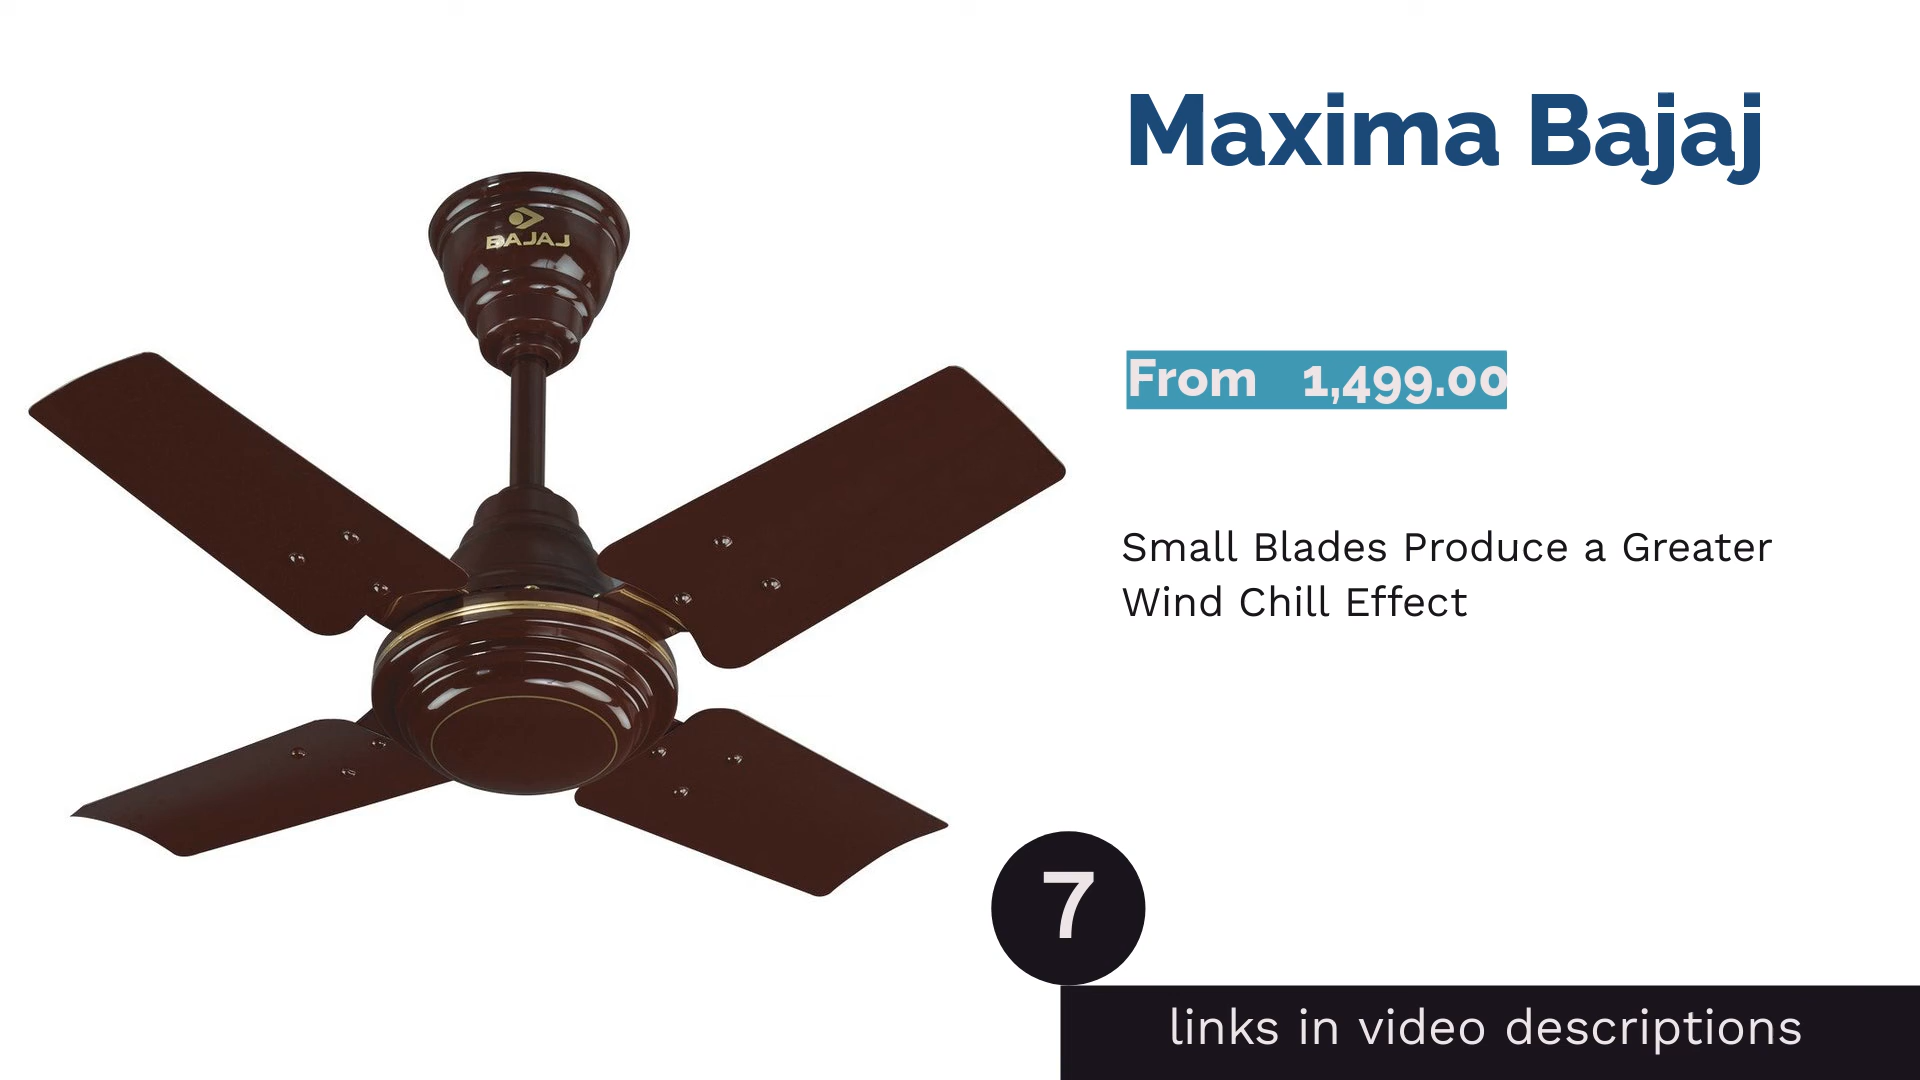 Maxima Bajaj
BAJAJ
From 1,499.00
Small Blades Produce a Greater
Wind Chill Effect
7
links in video descriptions